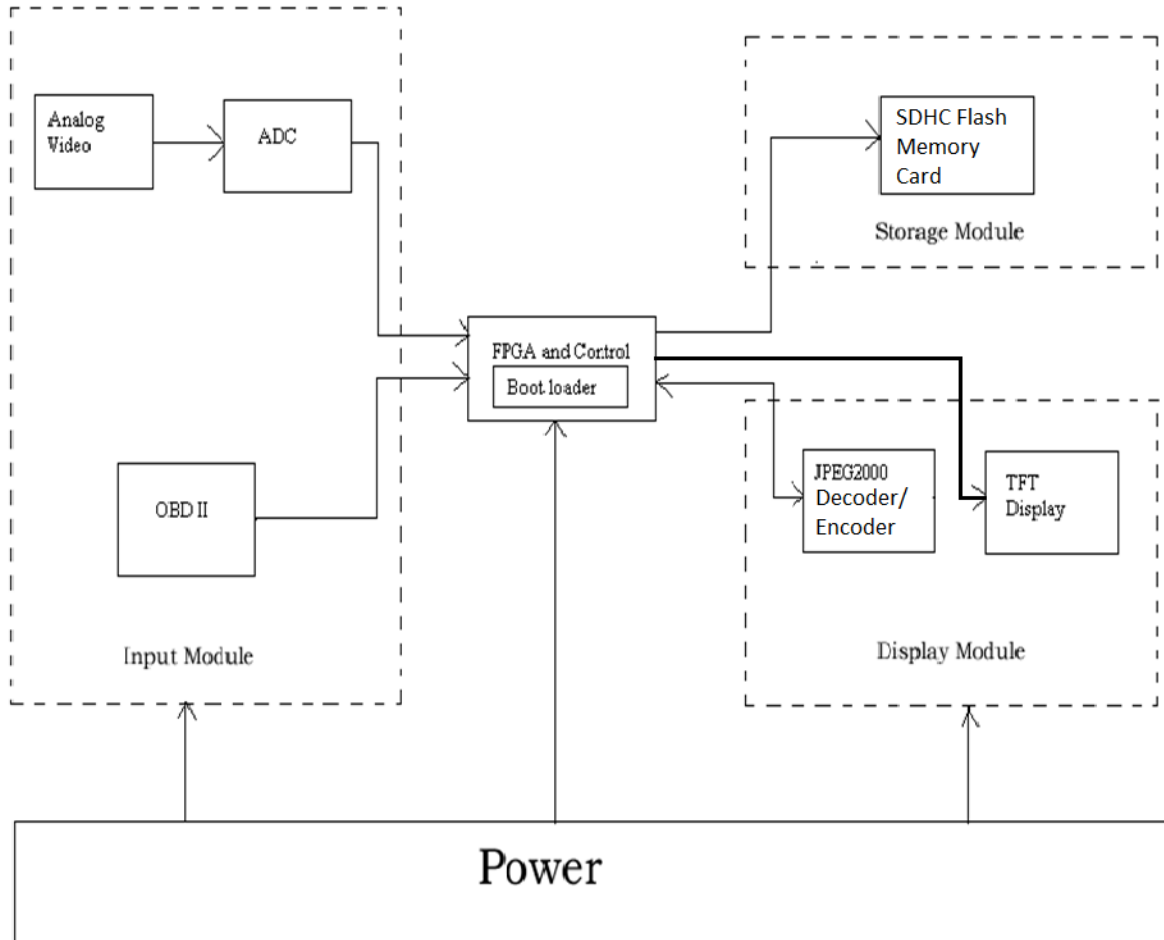 Analog
Video
ADC
OBD II
Input Module
FPGA and Control
Boot loader
SDHC Flash
Memory
Card
Storage Module
JPEG2000
Decoder/
Encoder
TFT
Display
Display Module
Power